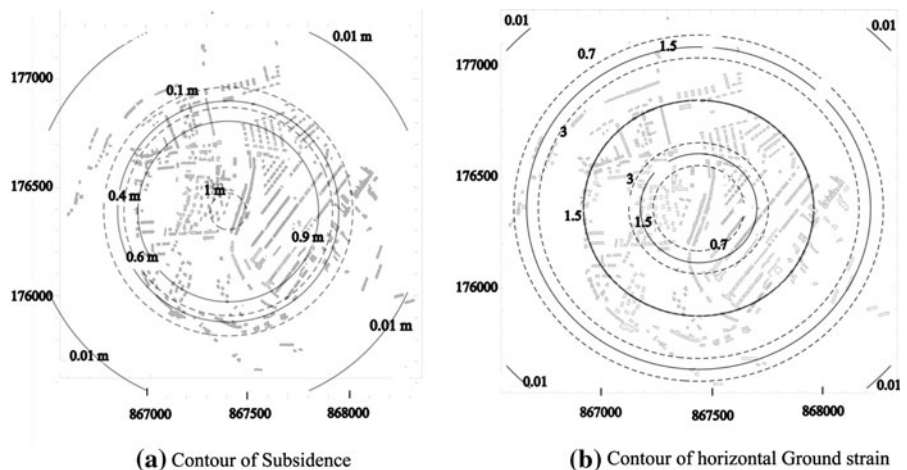 0.01 m
177000
0.1 m
176500
0.4 m
1 m
0.9 m
0.6 m
176000
0.01 m
0.01 m
867000
867500
868000
(a) Contour of Subsidence
0.01
0.01
1.5
0.7
177000
3
3
176500
1.5
1.5
0.7
176000
0.01
0.01
867000
867500
868000
(b) Contour of horizontal Ground strain